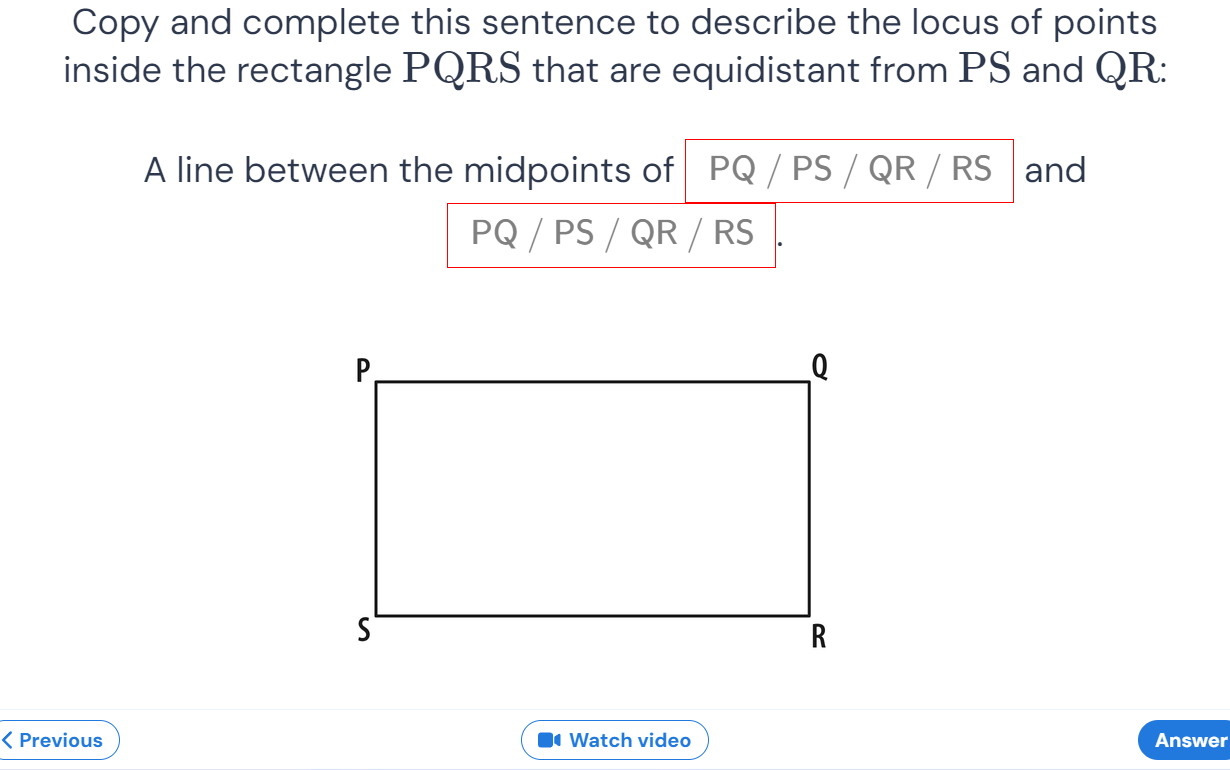 Copy and complete this sentence to describe the locus of points
inside the rectangle PQRS that are equidistant from PS and QR:
A line between the midpoints of PQ / PS / QR / RS and
PQ / PS / QR / RS .
P
Q
S
R
< Previous
Watch video
Answer